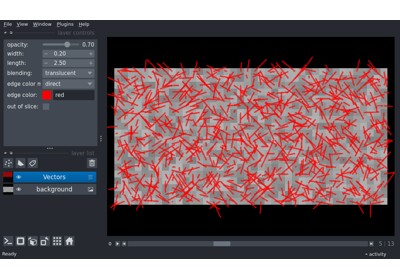 File View Window Plugins Help
layer controls
opacity: 0.70
width: - 0.20 +
length: - 2.50 +
blending: translucent
edge color m direct
edge color: red
out of slice:
layer list
Vectors
background
0 5 13
Ready activity